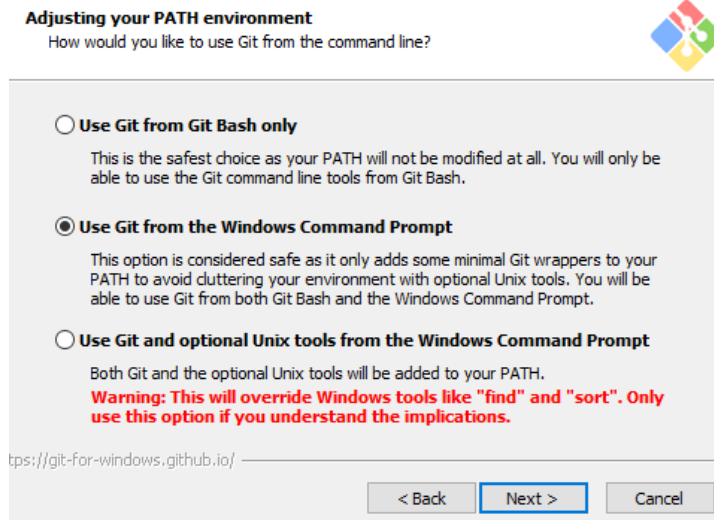 Adjusting your PATH environment
How would you like to use Git from the command line?
Use Git from Git Bash only
This is the safest choice as your PATH will not be modified at all. You will only be
able to use the Git command line tools from Git Bash.
Use Git from the Windows Command Prompt
This option is considered safe as it only adds some minimal Git wrappers to your
PATH to avoid cluttering your environment with optional Unix tools. You will be
able to use Git from both Git Bash and the Windows Command Prompt.
Use Git and optional Unix tools from the Windows Command Prompt
Both Git and the optional Unix tools will be added to your PATH.
Warning: This will override Windows tools like "find" and "sort". Only
use this option if you understand the implications.
tps://git-for-windows.github.io/
< Back Next > Cancel